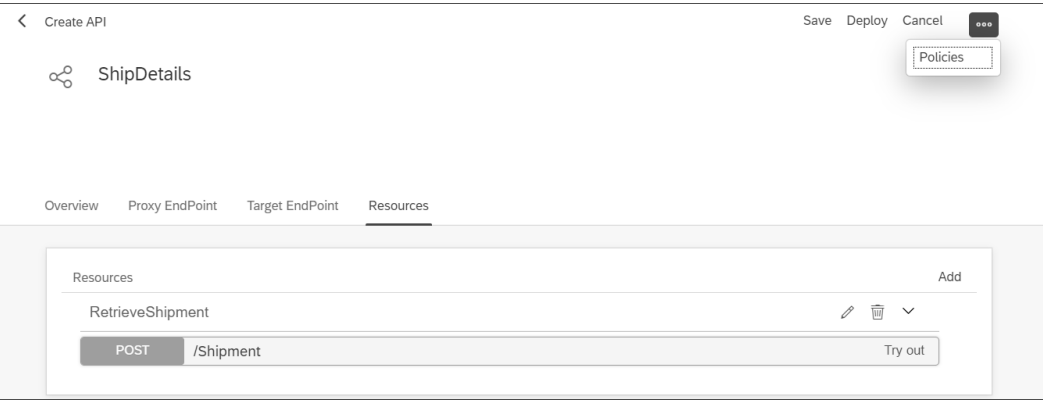 Create API
Save Deploy Cancel
Policies
ShipDetails
Overview Proxy EndPoint Target EndPoint Resources
Resources Add
RetrieveShipment
POST /Shipment Try out